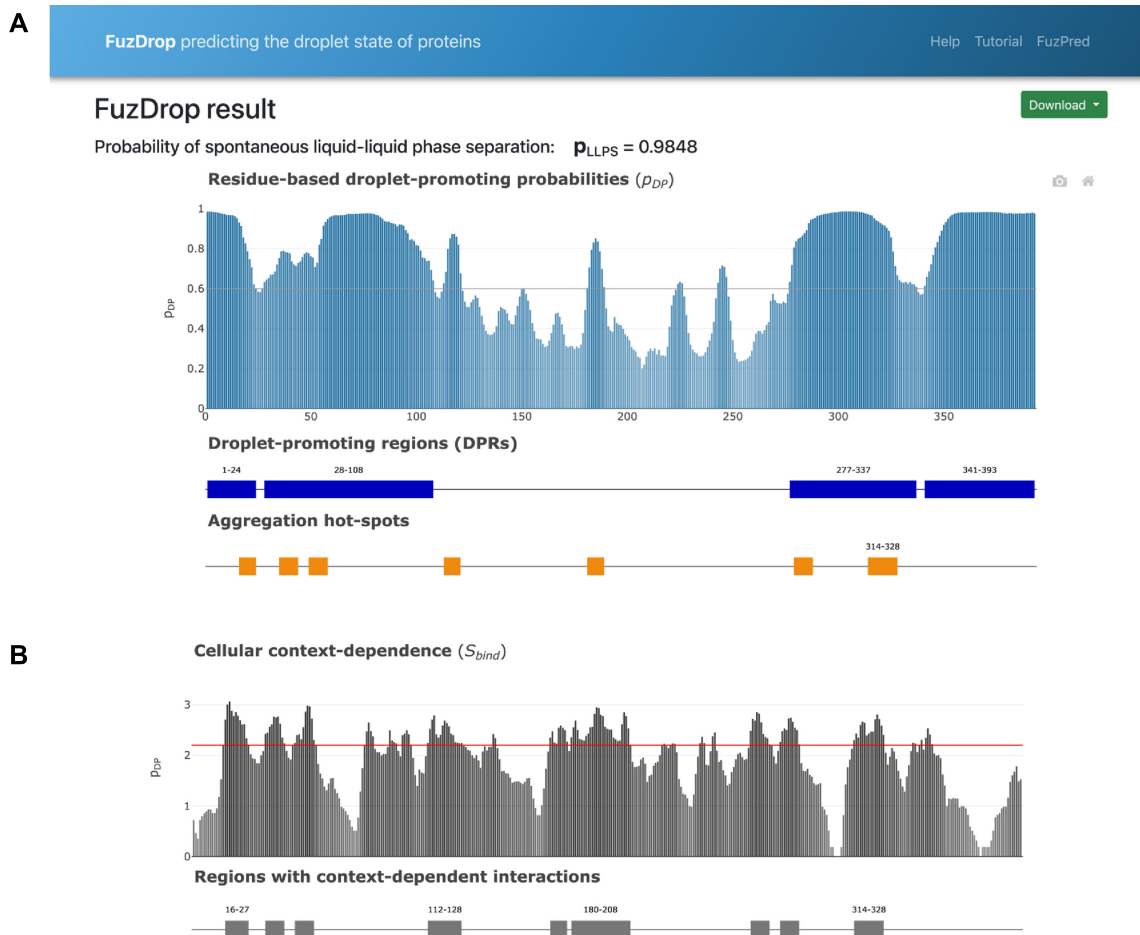 A
FuzDrop predicting the droplet state of proteins
Help Tutorial FuzPred
FuzDrop result
Download
Probability of spontaneous liquid-liquid phase separation: pLLPS = 0.9848
Residue-based droplet-promoting probabilities (pDP)
1
0.8
0.6
0.4
0.2
0
pDP
0 50 100 150 200 250 300 350
Droplet-promoting regions (DPRs)
1-24 28-108 277-337 341-393
Aggregation hot-spots
314-328
B
Cellular context-dependence (Sbind)
3
2
1
0
pDP
Regions with context-dependent interactions
16-27 112-128 180-208 314-328